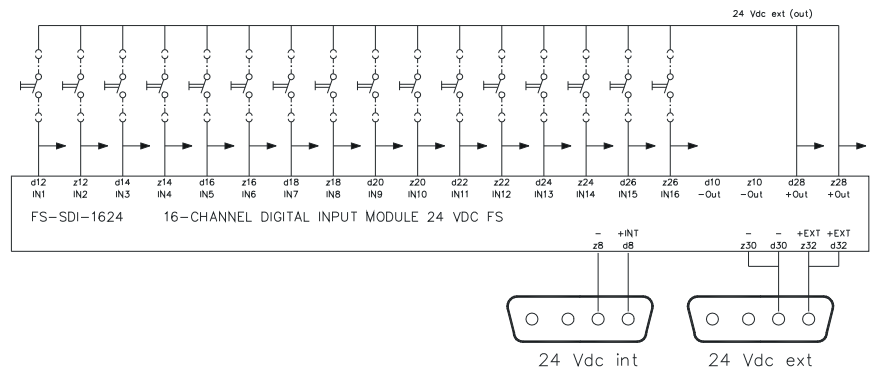 24 Vdc ext (out)
d12 z12 d14 z14 d16 z16 d18 z18 d20 z20 d22 z22 d24 z24 d26 z26 d10 z10 d28 z28
IN1 IN2 IN3 IN4 IN5 IN6 IN7 IN8 IN9 IN10 IN11 IN12 IN13 IN14 IN15 IN16 -Out -Out +Out +Out
FS-SDI-1624 16-CHANNEL DIGITAL INPUT MODULE 24 VDC FS
- +INT - - +EXT +EXT
z8 d8 z30 d30 z32 d32
24 Vdc int 24 Vdc ext